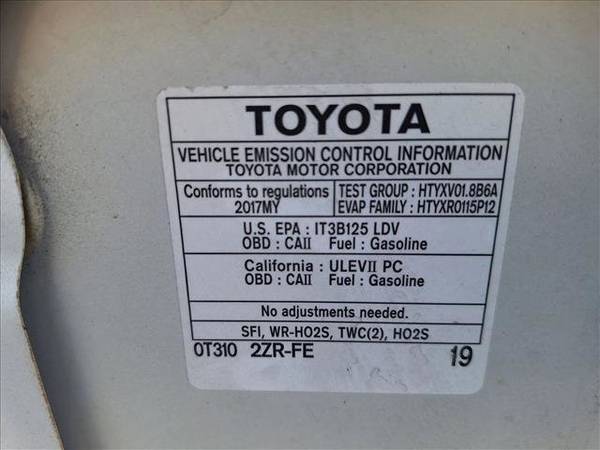 TOYOTA
VEHICLE EMISSION CONTROL INFORMATION
TOYOTA MOTOR CORPORATION
Conforms to regulations
2017MY
TEST GROUP : HTYXV01.8B6A
EVAP FAMILY : HTYXR0115P12
U.S. EPA : IT3B125 LDV
OBD : CAII Fuel : Gasoline
California : ULEVII PC
OBD : CAII Fuel : Gasoline
No adjustments needed.
SFI, WR-HO2S, TWC(2), HO2S
0T310 2ZR-FE 19